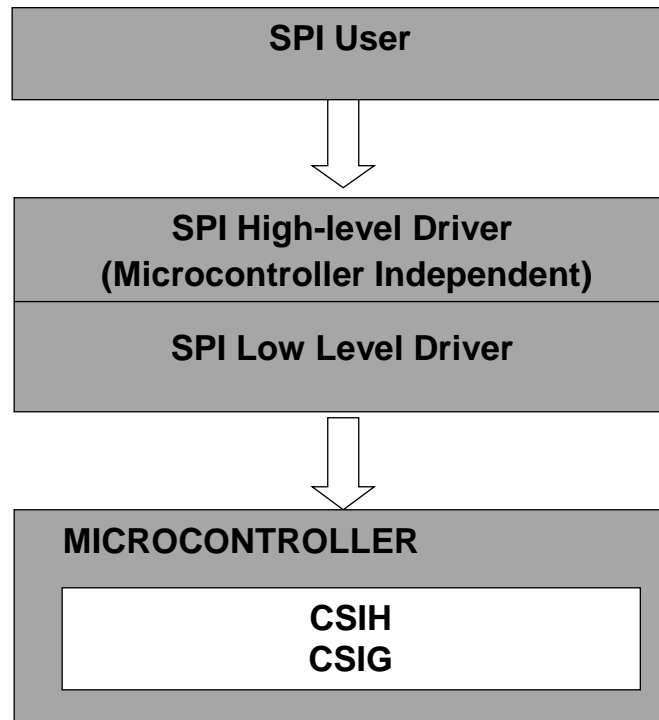 SPI User
SPI High-level Driver
(Microcontroller Independent)
SPI Low Level Driver
MICROCONTROLLER
CSIH
CSIG